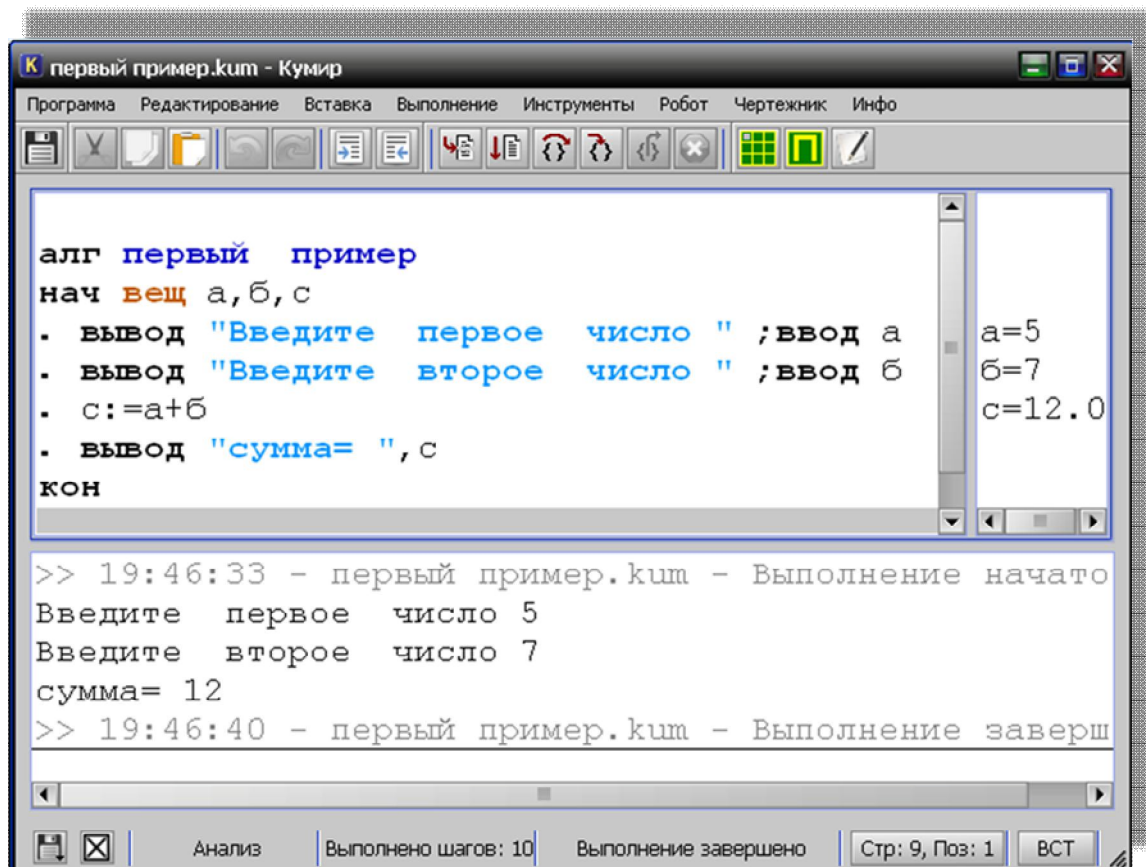 первый пример.kum - Кумир
Программа Редактирование Вставка Выполнение Инструменты Робот Чертежник Инфо
алг первый пример
нач вещ а,б,с
. вывод "Введите первое число " ;ввод а
а=5
. вывод "Введите второе число " ;ввод б
б=7
. с:=а+б
с=12.0
. вывод "сумма= ",с
кон
>> 19:46:33 - первый пример.kum - Выполнение начато
Введите первое число 5
Введите второе число 7
сумма= 12
>> 19:46:40 - первый пример.kum - Выполнение заверш
Анализ Выполнено шагов: 10 Выполнение завершено Стр: 9, Поз: 1 ВСТ